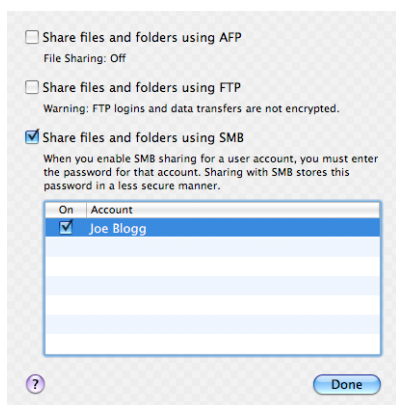 Share files and folders using AFP
File Sharing: Off
Share files and folders using FTP
Warning: FTP logins and data transfers are not encrypted.
Share files and folders using SMB
When you enable SMB sharing for a user account, you must enter
the password for that account. Sharing with SMB stores this
password in a less secure manner.
On Account
Joe Blogg
? Done